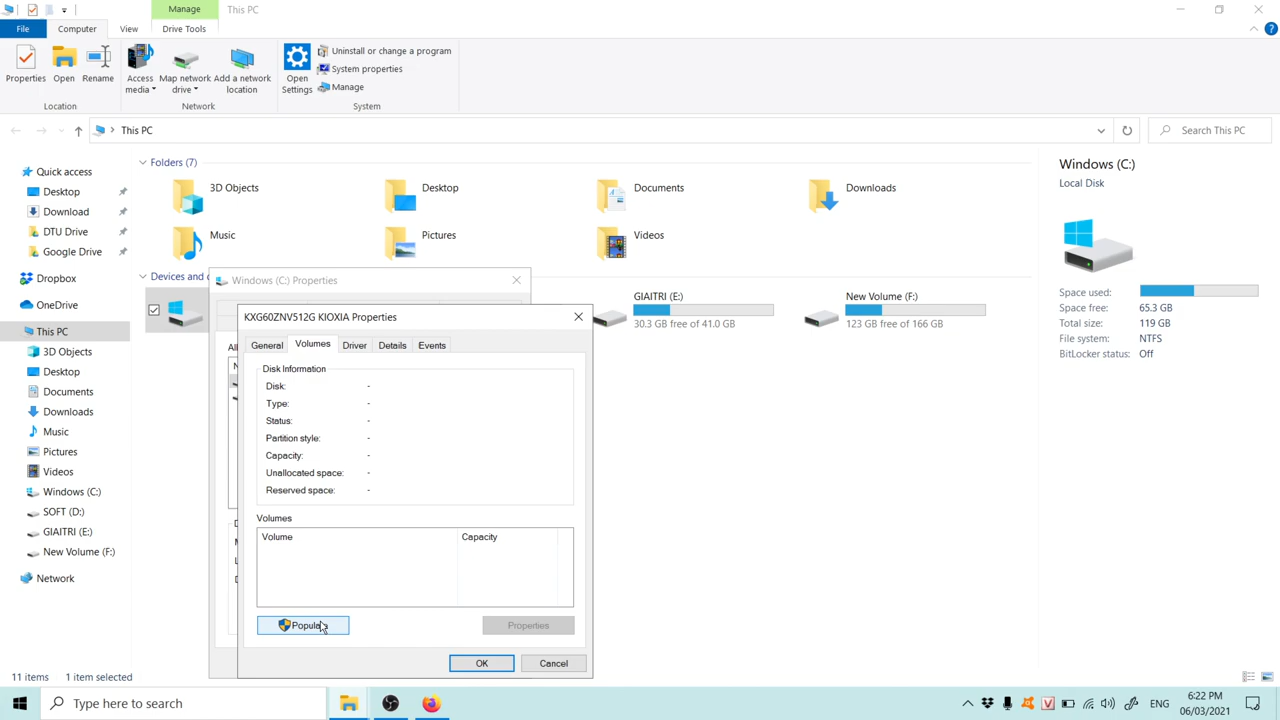 Manage
This PC
File
Computer
View
Drive Tools
Properties
Open
Rename
Location
Access media
Map network drive
Add a network location
Network
Open Settings
Uninstall or change a program
System properties
Manage
System
This PC
Search This PC
Quick access
Desktop
Download
DTU Drive
Google Drive
Dropbox
OneDrive
This PC
3D Objects
Desktop
Documents
Downloads
Music
Pictures
Videos
Windows (C:)
SOFT (D:)
GIAITRI (E:)
New Volume (F:)
Network
Folders (7)
3D Objects
Desktop
Documents
Downloads
Music
Pictures
Videos
Devices and
GIAITRI (E:)
30.3 GB free of 41.0 GB
New Volume (F:)
123 GB free of 166 GB
Windows (C:) Properties
KXG60ZNV512G KIOXIA Properties
General
Volumes
Driver
Details
Events
Disk Information
Disk: -
Type: -
Status: -
Partition style: -
Capacity: -
Unallocated space: -
Reserved space: -
Volumes
Volume
Capacity
Populate
Properties
OK
Cancel
Windows (C:)
Local Disk
Space used:
Space free: 65.3 GB
Total size: 119 GB
File system: NTFS
BitLocker status: Off
11 items
1 item selected
Type here to search
ENG
6:22 PM
06/03/2021